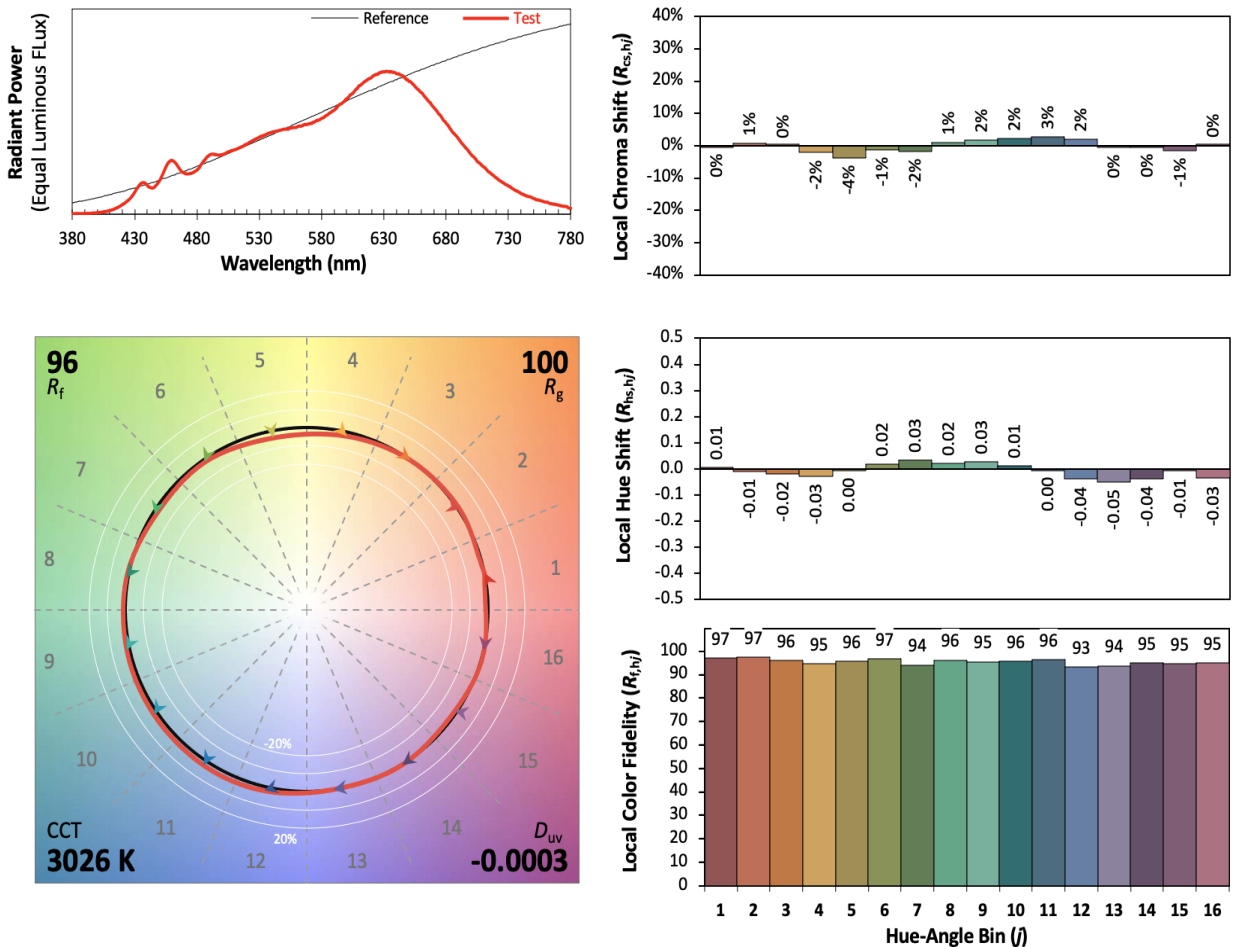 Reference Test
Radiant Power
(Equal Luminous FLux)
380 430 480 530 580 630 680 730 780
Wavelength (nm)
Local Chroma Shift (Rcs,hj)
40%
30%
20%
10%
0%
-10%
-20%
-30%
-40%
0% 1% 0% -2% -4% -1% -2% 1% 2% 2% 3% 2% 0% 0% -1% 0%
96
Rf
100
Rg
5 4
6 3
7 2
8 1
9 16
10 15
11 14
12 13
-20%
20%
CCT
3026 K
Duv
-0.0003
Local Hue Shift (Rhs,hj)
0.5
0.4
0.3
0.2
0.1
0.0
-0.1
-0.2
-0.3
-0.4
-0.5
0.01 -0.01 -0.02 -0.03 0.00 0.02 0.03 0.02 0.03 0.01 0.00 -0.04 -0.05 -0.04 -0.01 -0.03
Local Color Fidelity (Rf,hj)
100
90
80
70
60
50
40
30
20
10
0
97 97 96 95 96 97 94 96 95 96 96 93 94 95 95 95
1 2 3 4 5 6 7 8 9 10 11 12 13 14 15 16
Hue-Angle Bin (j)